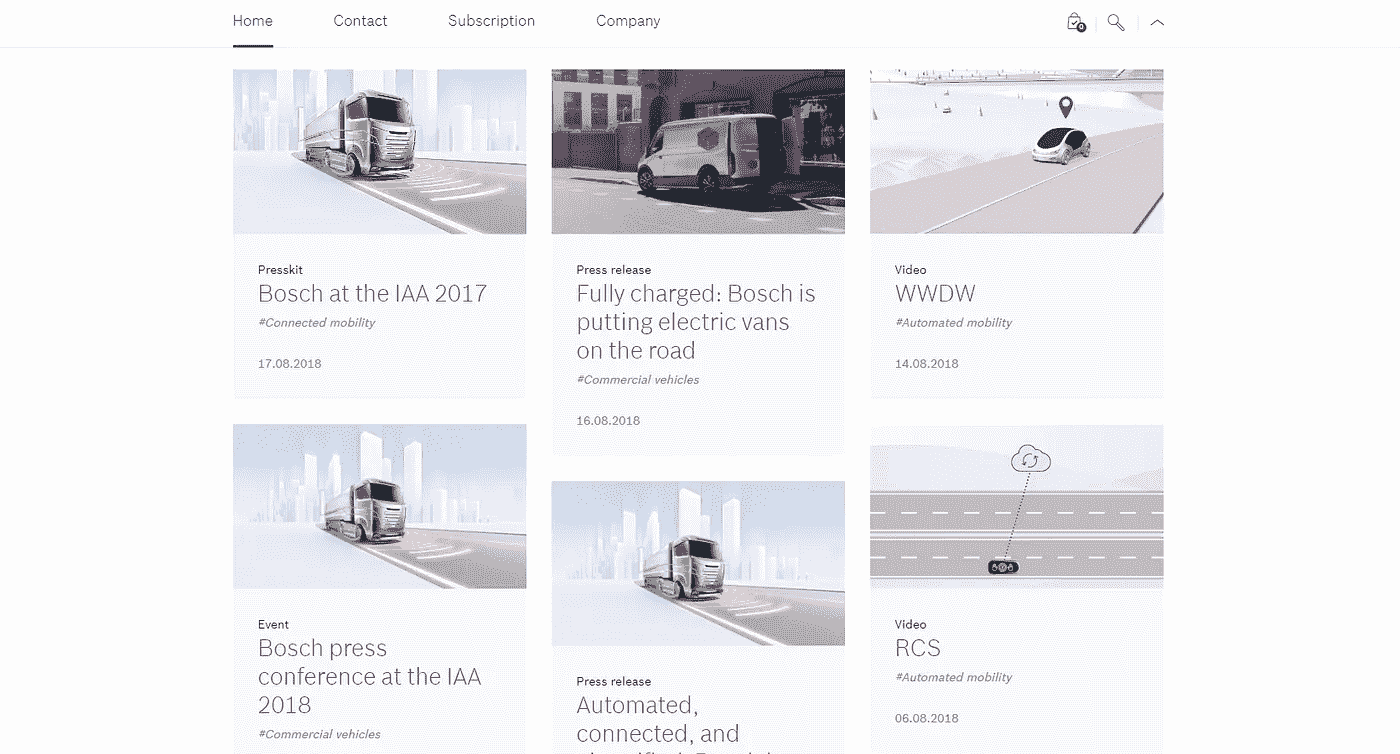 Home
Contact
Subscription
Company
0
Presskit
Bosch at the IAA 2017
#Connected mobility
17.08.2018
Press release
Fully charged: Bosch is
putting electric vans
on the road
#Commercial vehicles
16.08.2018
Video
WWDW
#Automated mobility
14.08.2018
Event
Bosch press
conference at the IAA
2018
#Commercial vehicles
Press release
Automated,
connected, and
Video
RCS
#Automated mobility
06.08.2018